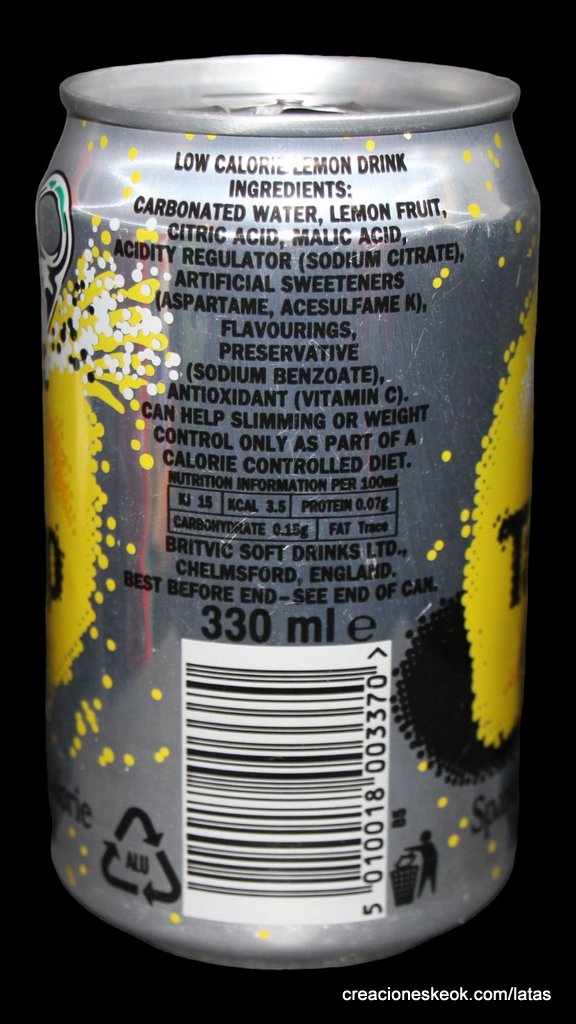 LOW CALORIE LEMON DRINK
INGREDIENTS:
CARBONATED WATER, LEMON FRUIT,
CITRIC ACID, MALIC ACID,
ACIDITY REGULATOR (SODIUM CITRATE),
ARTIFICIAL SWEETENERS
(ASPARTAME, ACESULFAME K),
FLAVOURINGS,
PRESERVATIVE
(SODIUM BENZOATE),
ANTIOXIDANT (VITAMIN C).
CAN HELP SLIMMING OR WEIGHT
CONTROL ONLY AS PART OF A
CALORIE CONTROLLED DIET.
NUTRITION INFORMATION PER 100ml
KJ 15 KCAL 3.5 PROTEIN 0.07g
CARBOHYDRATE 0.15g FAT Trace
BRITVIC SOFT DRINKS LTD.,
CHELMSFORD, ENGLAND.
BEST BEFORE END-SEE END OF CAN.
330 ml e
5 010018 003370 >
B5
ALU
creacioneskeok.com/latas